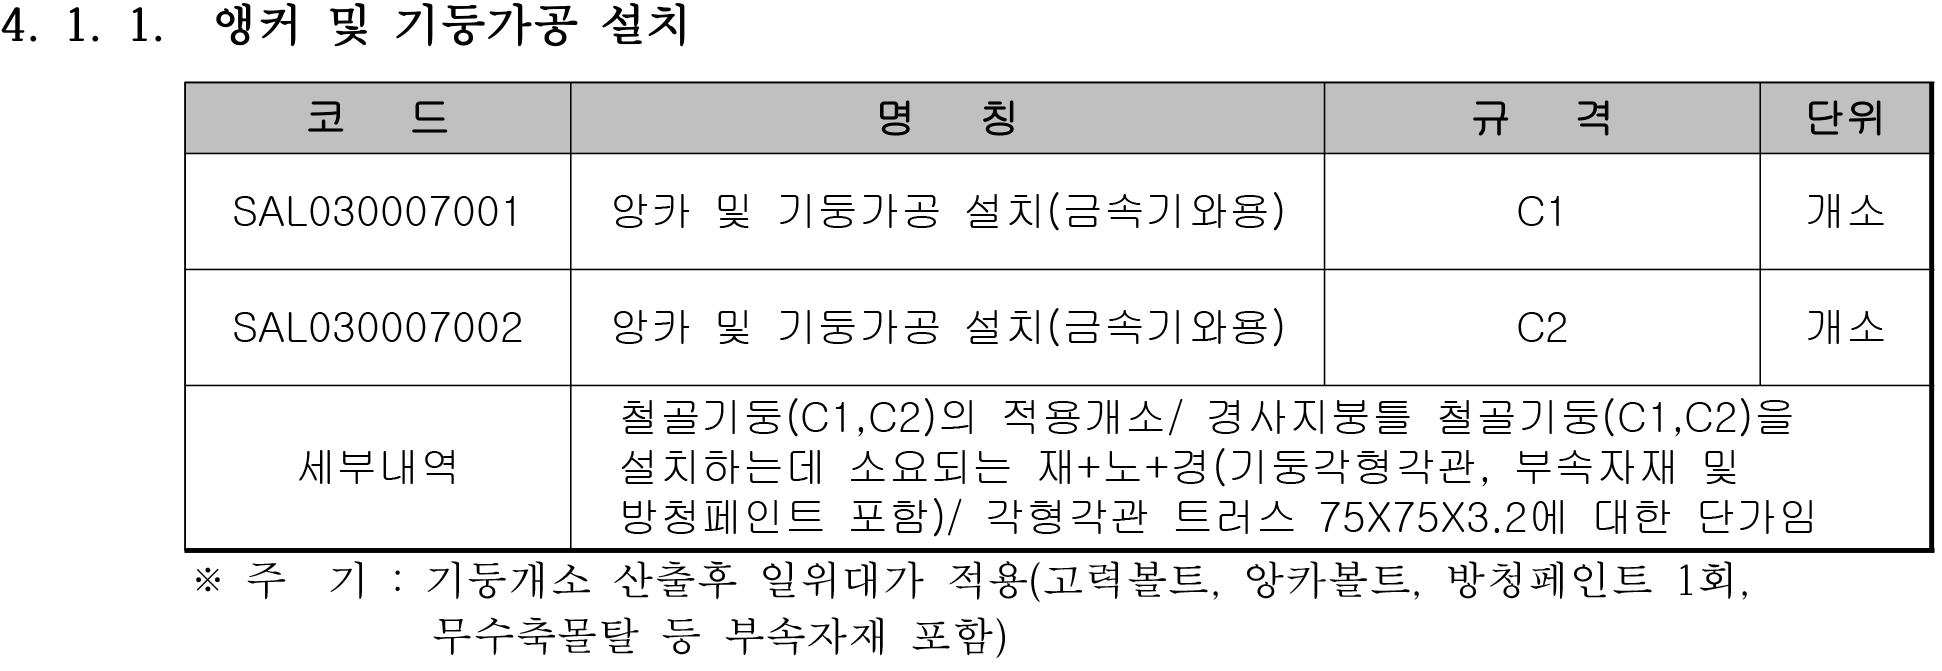 4. 1. 1. 앵커 및 기둥가공 설치
코 드 명 칭 규 격 단위
SAL030007001 앙카 및 기둥가공 설치(금속기와용) C1 개소
SAL030007002 앙카 및 기둥가공 설치(금속기와용) C2 개소
세부내역
철골기둥(C1,C2)의 적용개소/ 경사지붕틀 철골기둥(C1,C2)을
설치하는데 소요되는 재+노+경(기둥각형각관, 부속자재 및
방청페인트 포함)/ 각형각관 트러스 75X75X3.2에 대한 단가임
※ 주 기 : 기둥개소 산출후 일위대가 적용(고력볼트, 앙카볼트, 방청페인트 1회,
무수축몰탈 등 부속자재 포함)